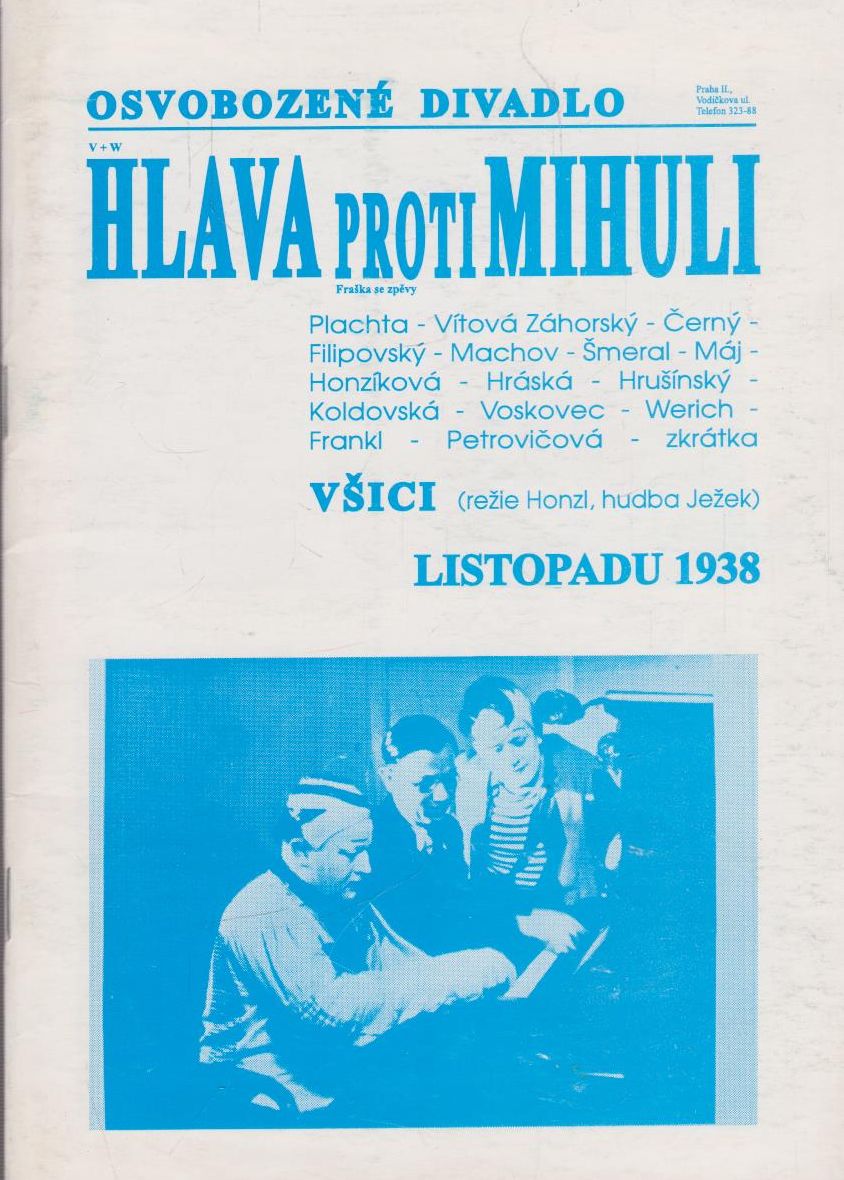 OSVOBOZENÉ DIVADLO
Praha II.,
Vodičkova ul.
Telefon 323-88
V + W
HLAVA PROTI MIHULI
Fraška se zpěvy
Plachta - Vítová Záhorský - Černý -
Filipovský - Machov - Šmeral - Máj -
Honzíková - Hráská - Hrušínský -
Koldovská - Voskovec - Werich -
Frankl - Petrovičová - zkrátka
VŠICI (režie Honzl, hudba Ježek)
LISTOPADU 1938